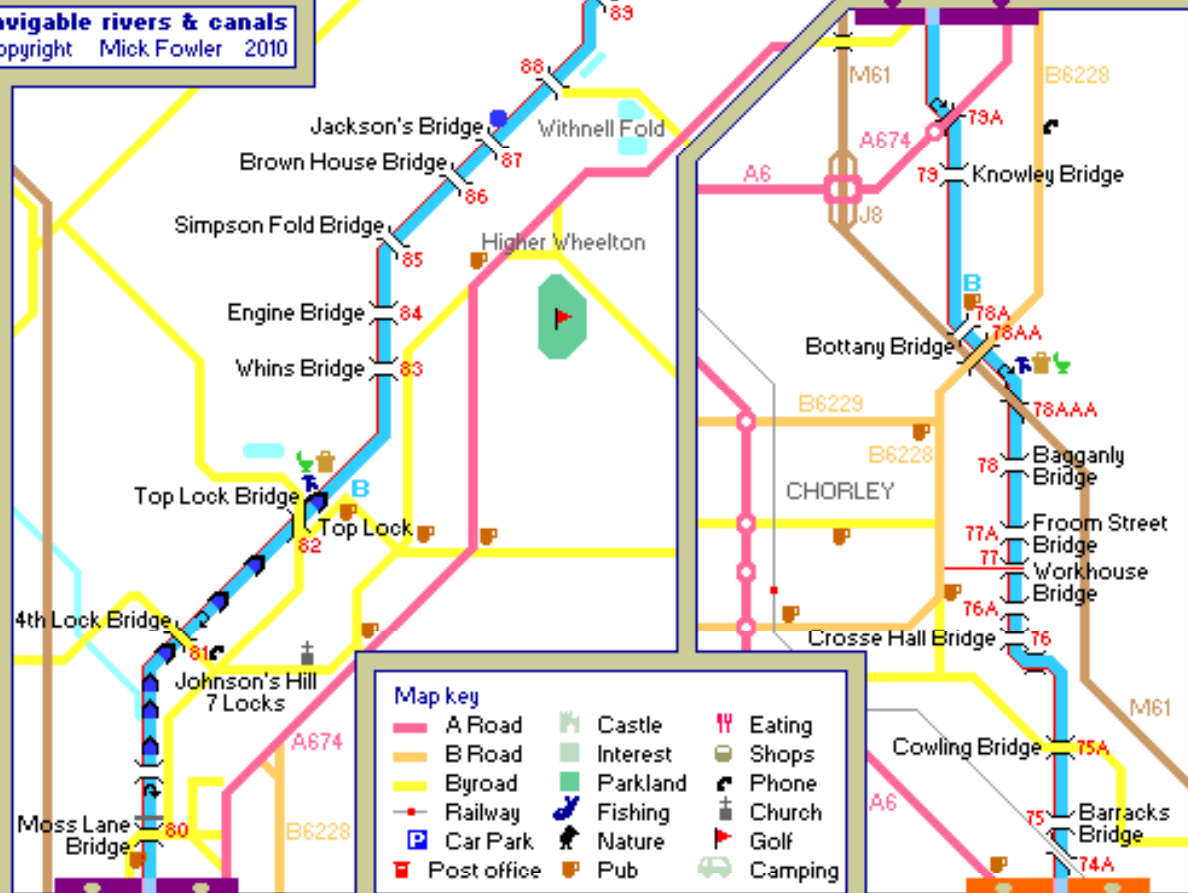 avigable rivers & canals
opyright Mick Fowler 2010
89
88
Jackson's Bridge
Withnell Fold
87
Brown House Bridge
86
Simpson Fold Bridge
Higher Wheelton
85
Engine Bridge
84
Whins Bridge
83
B
Top Lock Bridge
Top Lock
82
4th Lock Bridge
81
Johnson's Hill
7 Locks
A674
Moss Lane
Bridge
80
B6228
M61
B6228
79A
A674
A6
79
Knowley Bridge
J8
B
78A
78AA
Bottany Bridge
B6229
78AAA
B6228
78
Bagganly
Bridge
CHORLEY
Froom Street
Bridge
77A
77
Workhouse
Bridge
76A
Crosse Hall Bridge
76
M61
Cowling Bridge
75A
A6
75
Barracks
Bridge
74A
Map key
A Road
Castle
Eating
B Road
Interest
Shops
Byroad
Parkland
Phone
Railway
Fishing
Church
P
Car Park
Nature
Golf
Post office
Pub
Camping